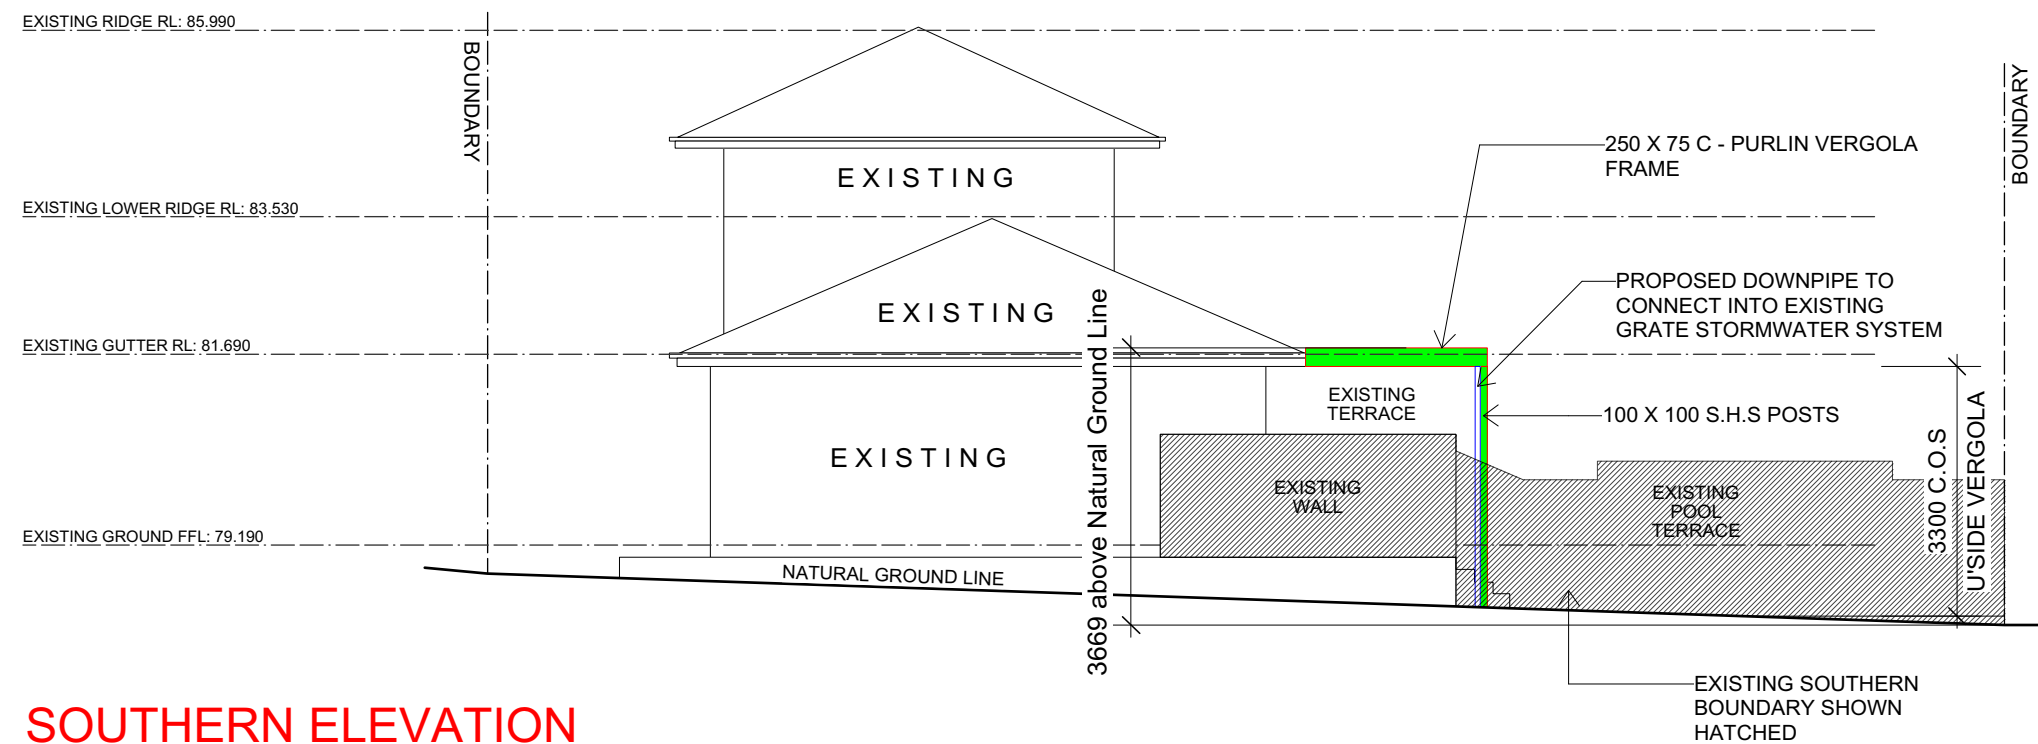 EXISTING RIDGE RL: 85.990
BOUNDARY
BOUNDARY
250 X 75 C - PURLIN VERGOLA
FRAME
EXISTING
EXISTING LOWER RIDGE RL: 83.530
PROPOSED DOWNPIPE TO
CONNECT INTO EXISTING
GRATE STORMWATER SYSTEM
EXISTING
EXISTING GUTTER RL: 81.690
3669 above Natural Ground Line
EXISTING
TERRACE
100 X 100 S.H.S POSTS
3300 C.O.S
U'SIDE VERGOLA
EXISTING
EXISTING
WALL
EXISTING
POOL
TERRACE
EXISTING GROUND FFL: 79.190
NATURAL GROUND LINE
EXISTING SOUTHERN
BOUNDARY SHOWN
HATCHED
SOUTHERN ELEVATION